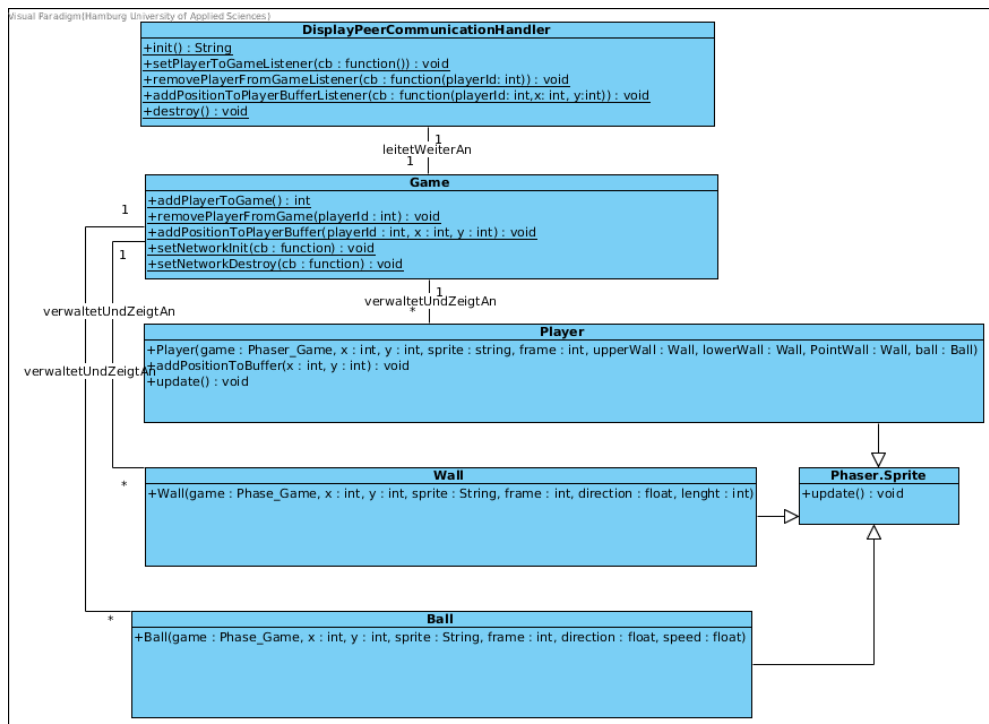 Visual Paradigm(Hamburg University of Applied Sciences)
DisplayPeerCommunicationHandler
+init() : String
+setPlayerToGameListener(cb : function()) : void
+removePlayerFromGameListener(cb : function(playerId: int)) : void
+addPositionToPlayerBufferListener(cb : function(playerId: int,x: int, y:int)) : void
+destroy() : void
1
leitetWeiterAn
1
Game
+addPlayerToGame() : int
+removePlayerFromGame(playerId : int) : void
+addPositionToPlayerBuffer(playerId : int, x : int, y : int) : void
+setNetworkInit(cb : function) : void
+setNetworkDestroy(cb : function) : void
1
1
1
verwaltetUndZeigtAn
*
verwaltetUndZeigtAn
verwaltetUndZeigtAn
Player
+Player(game : Phaser_Game, x : int, y : int, sprite : string, frame : int, upperWall : Wall, lowerWall : Wall, PointWall : Wall, ball : Ball)
+addPositionToBuffer(x : int, y : int) : void
+update() : void
*
Wall
+Wall(game : Phase_Game, x : int, y : int, sprite : String, frame : int, direction : float, lenght : int)
Phaser.Sprite
+update() : void
*
Ball
+Ball(game : Phase_Game, x : int, y : int, sprite : String, frame : int, direction : float, speed : float)